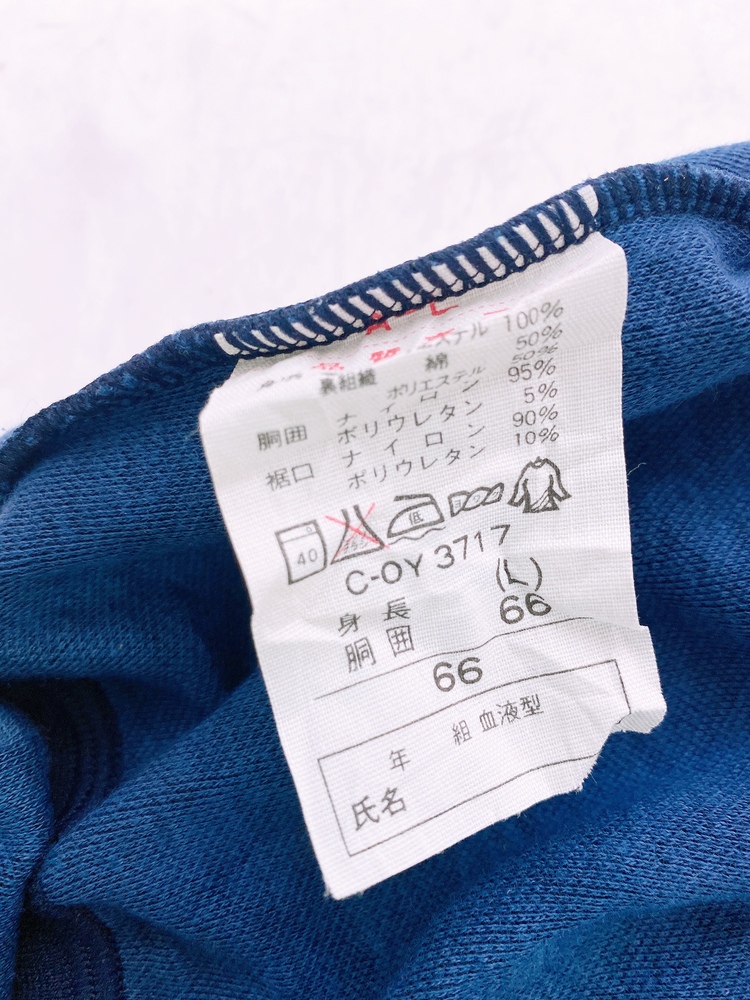 ステル 100%
裏組織 綿 50%
ポリエステル 50%
胴囲 ナイロン 95%
ポリウレタン 5%
裾口 ナイロン 90%
ポリウレタン 10%
40 低
C-OY 3717
(L)
身長 66
胴囲
66
年 組 血液型
氏名